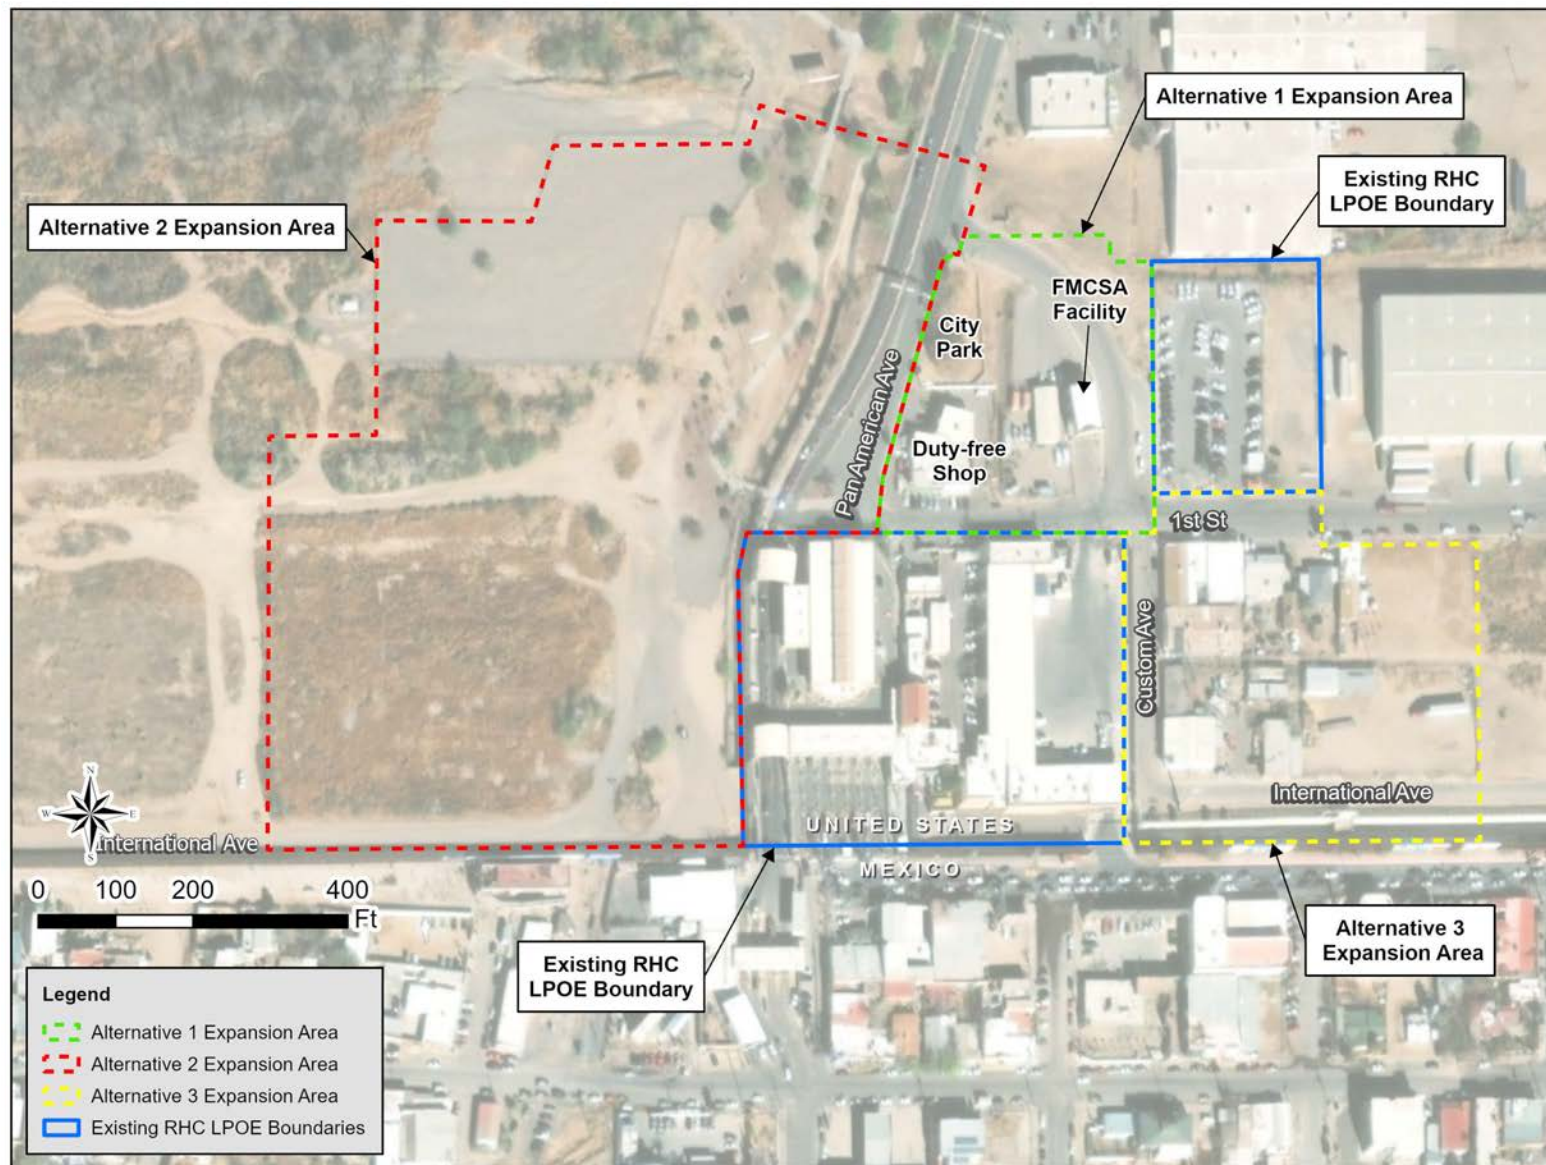 Alternative 1 Expansion Area
Existing RHC
LPOE Boundary
Alternative 2 Expansion Area
FMCSA
Facility
City
Park
Pan American Ave
Duty-free
Shop
1st St
Custom Ave
International Ave
UNITED STATES
MEXICO
N
W
E
S
International Ave
0 100 200 400
Ft
Alternative 3
Expansion Area
Existing RHC
LPOE Boundary
Legend
Alternative 1 Expansion Area
Alternative 2 Expansion Area
Alternative 3 Expansion Area
Existing RHC LPOE Boundaries